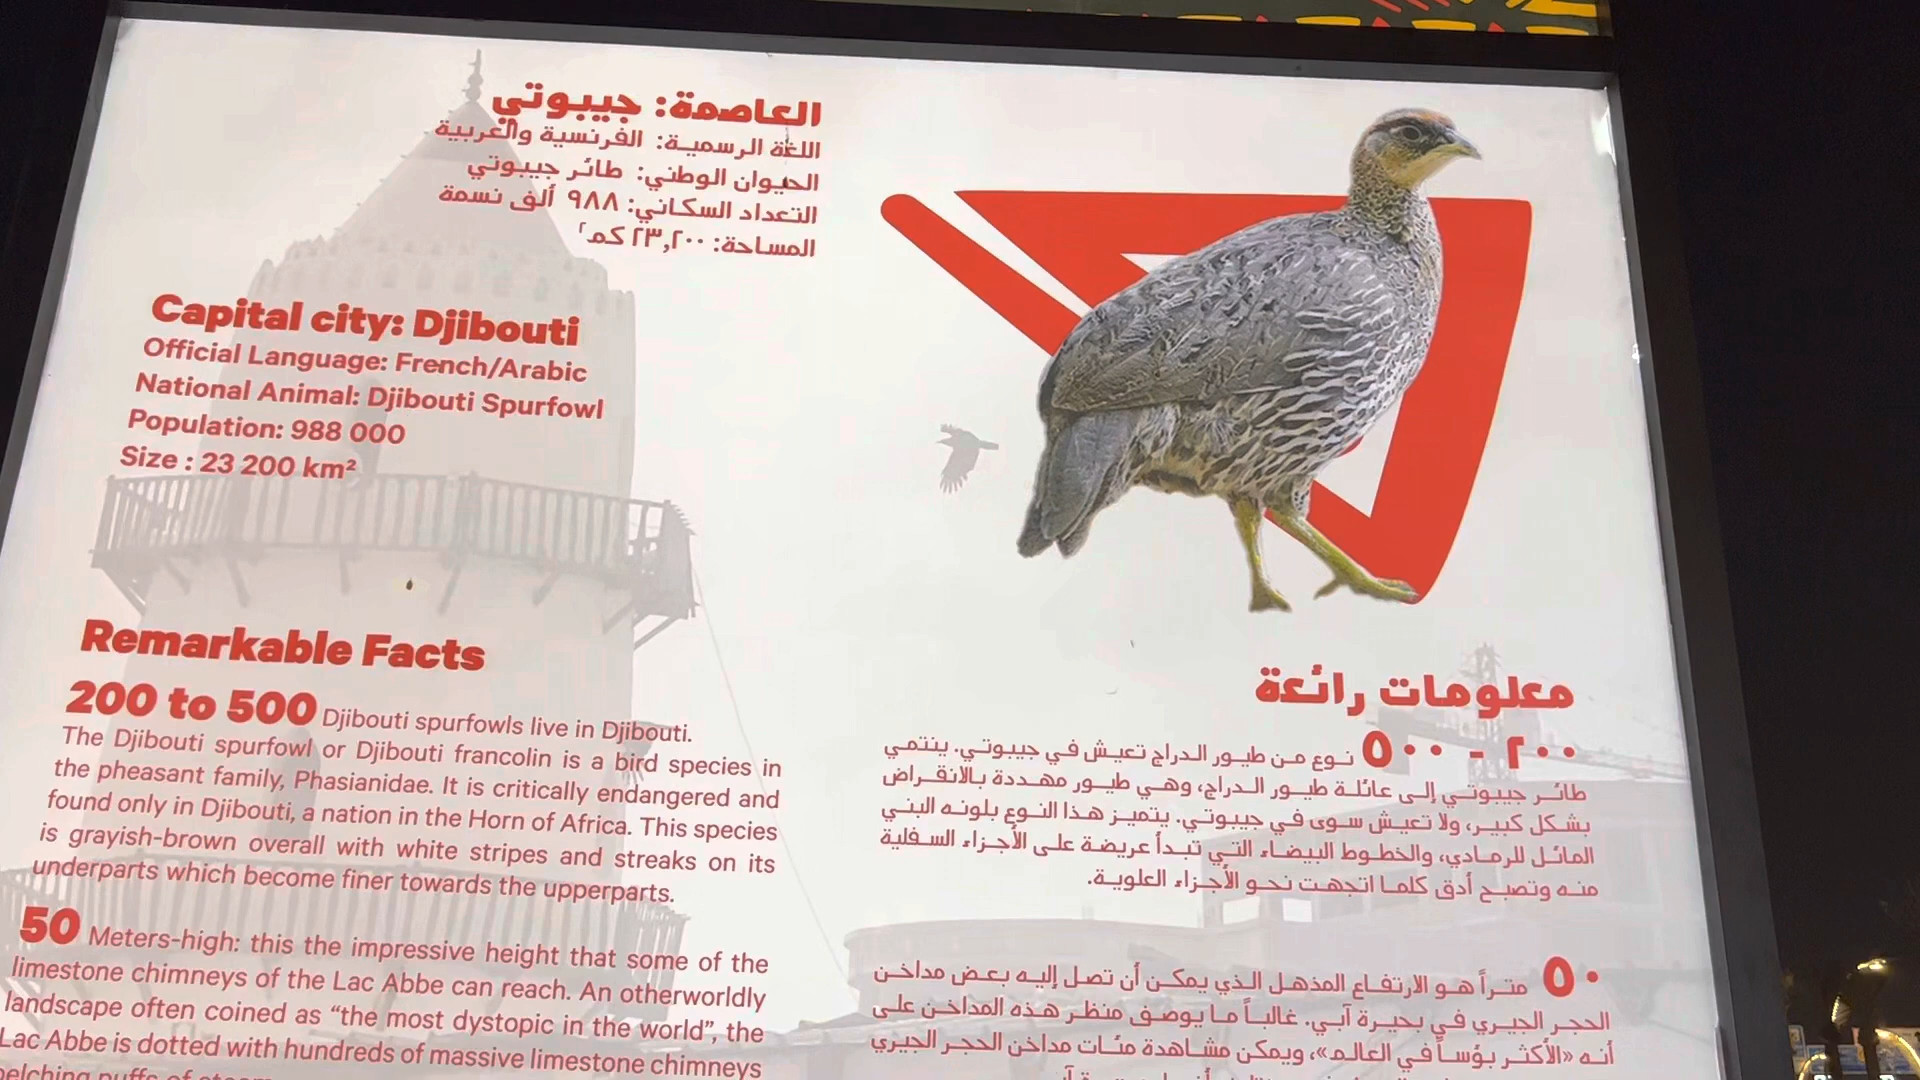 العاصمة: جيبوتي
اللغة الرسمية: الفرنسية والعربية
الحيوان الوطني: طائر جيبوتي
التعداد السكاني: ٩٨٨ ألف نسمة
المساحة: ٢٣,٢٠٠ كم٢
Capital city: Djibouti
Official Language: French/Arabic
National Animal: Djibouti Spurfowl
Population: 988 000
Size : 23 200 km²
Remarkable Facts
200 to 500 Djibouti spurfowls live in Djibouti.
The Djibouti spurfowl or Djibouti francolin is a bird species in
the pheasant family, Phasianidae. It is critically endangered and
found only in Djibouti, a nation in the Horn of Africa. This species
is grayish-brown overall with white stripes and streaks on its
underparts which become finer towards the upperparts.
50 Meters-high: this the impressive height that some of the
limestone chimneys of the Lac Abbe can reach. An otherworldly
landscape often coined as “the most dystopic in the world”, the
Lac Abbe is dotted with hundreds of massive limestone chimneys
belching puffs of
معلومات رائعة
٢٠٠ - ٥٠٠ نوع من طيور الدراج تعيش في جيبوتي. ينتمي
طائر جيبوتي إلى عائلة طيور الدراج، وهي طيور مهددة بالانقراض
بشكل كبير، ولا تعيش سوى في جيبوتي. يتميز هذا النوع بلونه البني
المائل للرمادي، والخطوط البيضاء التي تبدأ عريضة على الأجزاء السفلية
منه وتصبح أدق كلما اتجهت نحو الأجزاء العلوية.
٥٠ متراً هو الارتفاع المذهل الذي يمكن أن تصل إليه بعض مداخن
الحجر الجيري في بحيرة آبي. غالباً ما يوصف منظر هذه المداخن على
أنه «الأكثر بؤساً في العالم»، ويمكن مشاهدة مئات مداخن الحجر الجيري